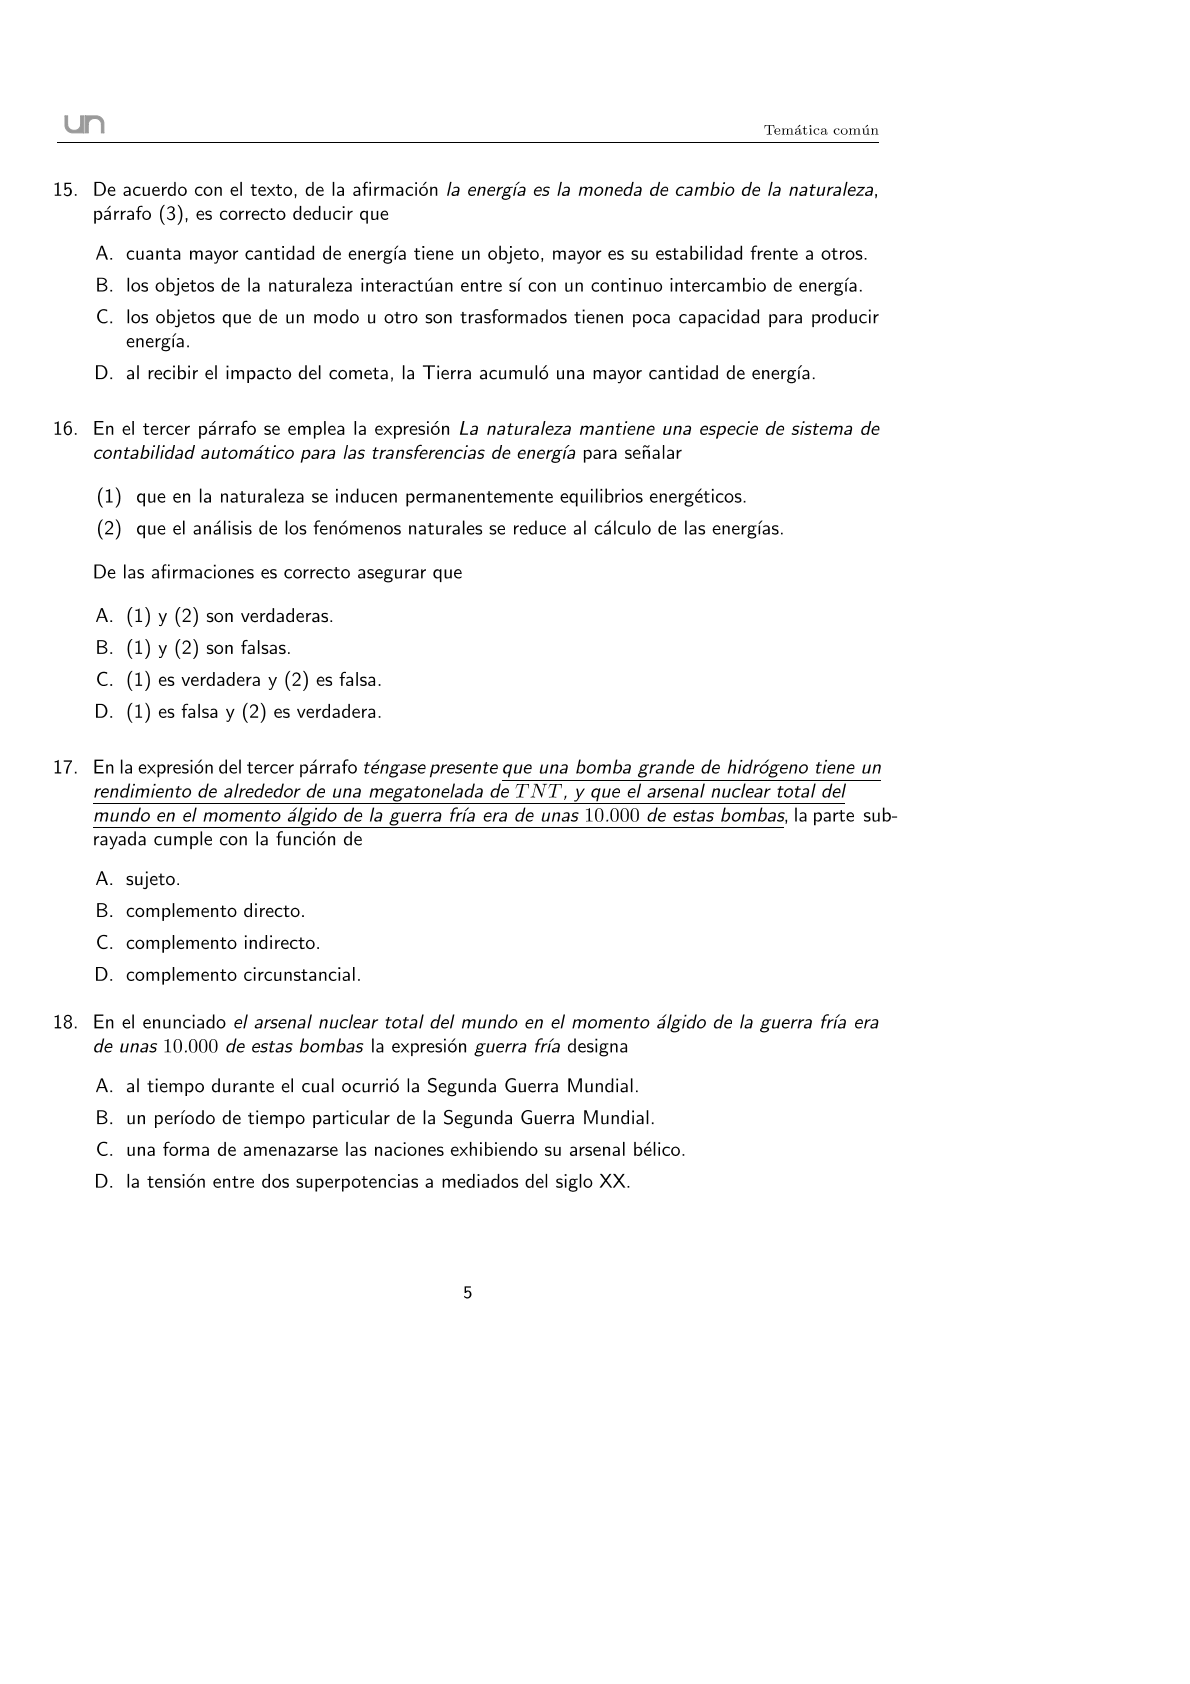 un
Temática común
15. De acuerdo con el texto, de la afirmación la energía es la moneda de cambio de la naturaleza,
párrafo (3), es correcto deducir que
A. cuanta mayor cantidad de energía tiene un objeto, mayor es su estabilidad frente a otros.
B. los objetos de la naturaleza interactúan entre sí con un continuo intercambio de energía.
C. los objetos que de un modo u otro son trasformados tienen poca capacidad para producir
energía.
D. al recibir el impacto del cometa, la Tierra acumuló una mayor cantidad de energía.
16. En el tercer párrafo se emplea la expresión La naturaleza mantiene una especie de sistema de
contabilidad automático para las transferencias de energía para señalar
(1) que en la naturaleza se inducen permanentemente equilibrios energéticos.
(2) que el análisis de los fenómenos naturales se reduce al cálculo de las energías.
De las afirmaciones es correcto asegurar que
A. (1) y (2) son verdaderas.
B. (1) y (2) son falsas.
C. (1) es verdadera y (2) es falsa.
D. (1) es falsa y (2) es verdadera.
17. En la expresión del tercer párrafo téngase presente que una bomba grande de hidrógeno tiene un
rendimiento de alrededor de una megatonelada de TNT, y que el arsenal nuclear total del
mundo en el momento álgido de la guerra fría era de unas 10.000 de estas bombas, la parte sub-
rayada cumple con la función de
A. sujeto.
B. complemento directo.
C. complemento indirecto.
D. complemento circunstancial.
18. En el enunciado el arsenal nuclear total del mundo en el momento álgido de la guerra fría era
de unas 10.000 de estas bombas la expresión guerra fría designa
A. al tiempo durante el cual ocurrió la Segunda Guerra Mundial.
B. un período de tiempo particular de la Segunda Guerra Mundial.
C. una forma de amenazarse las naciones exhibiendo su arsenal bélico.
D. la tensión entre dos superpotencias a mediados del siglo XX.
5